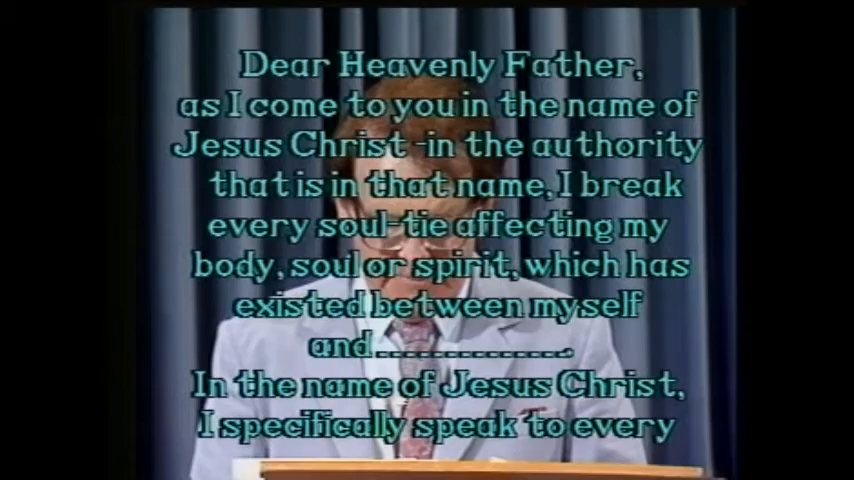 Dear Heavenly Father,
as I come to you in the name of
Jesus Christ -in the authority
that is in that name, I break
every soul-tie affecting my
body, soul or spirit, which has
existed between myself
and...............
In the name of Jesus Christ,
I specifically speak to every